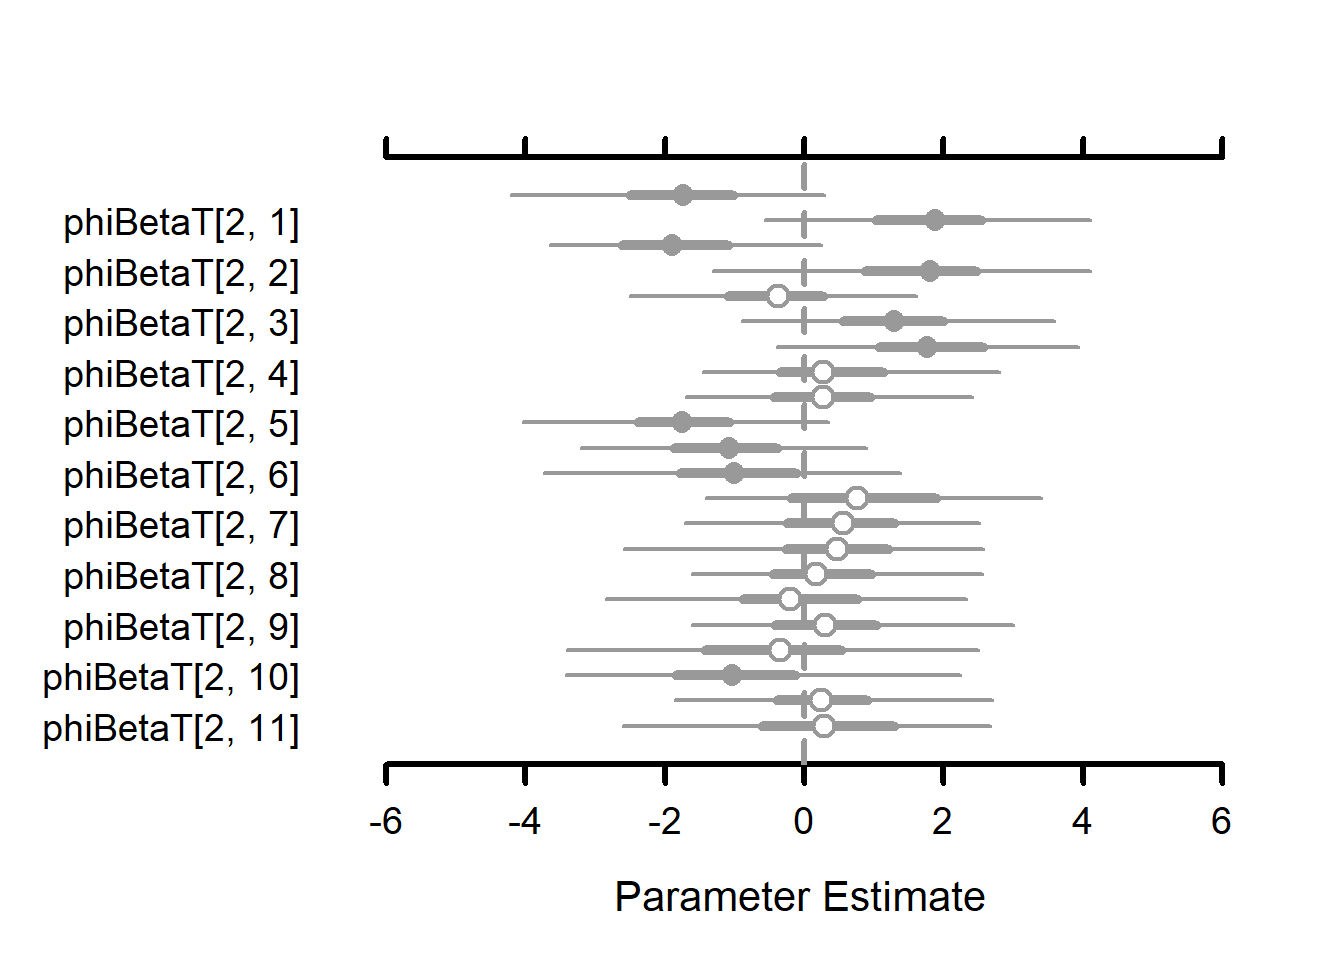 phiBetaT[2, 1]
phiBetaT[2, 2]
phiBetaT[2, 3]
phiBetaT[2, 4]
phiBetaT[2, 5]
phiBetaT[2, 6]
phiBetaT[2, 7]
phiBetaT[2, 8]
phiBetaT[2, 9]
phiBetaT[2, 10]
phiBetaT[2, 11]
-6 -4 -2 0 2 4 6
Parameter Estimate